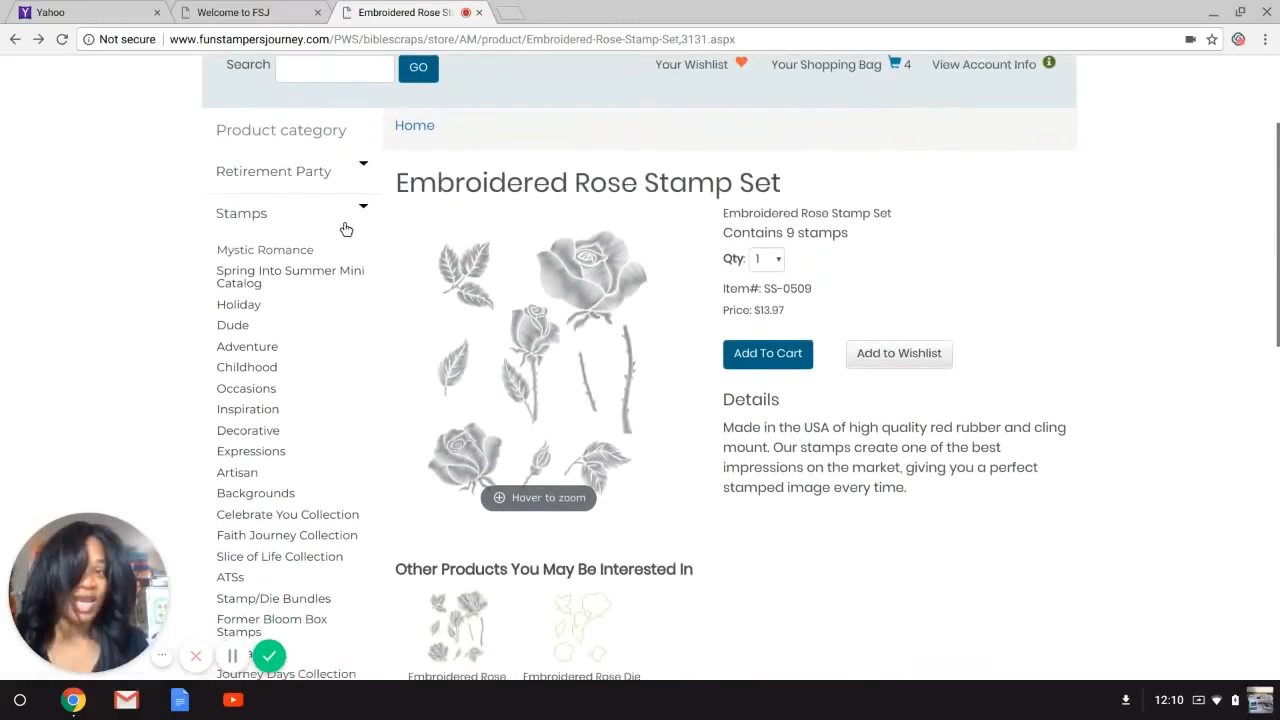 Yahoo
Welcome to FSJ
Embroidered Rose St
Not secure
www.funstampersjourney.com/PWS/biblescraps/store/AM/product/Embroidered-Rose-Stamp-Set,3131.aspx
Search
GO
Your Wishlist
Your Shopping Bag
4
View Account Info
Product category
Home
Retirement Party
Stamps
Mystic Romance
Spring Into Summer Mini
Catalog
Holiday
Dude
Adventure
Childhood
Occasions
Inspiration
Decorative
Expressions
Artisan
Backgrounds
Celebrate You Collection
Faith Journey Collection
Slice of Life Collection
ATSs
Stamp/Die Bundles
Former Bloom Box
Stamps
Journey Days Collection
Embroidered Rose Stamp Set
Embroidered Rose Stamp Set
Contains 9 stamps
Qty: 1
Item#: SS-0509
Price: $13.97
Add To Cart
Add to Wishlist
Details
Made in the USA of high quality red rubber and cling
mount. Our stamps create one of the best
impressions on the market, giving you a perfect
stamped image every time.
Hover to zoom
Other Products You May Be Interested In
Embroidered Rose
Embroidered Rose Die
12:10